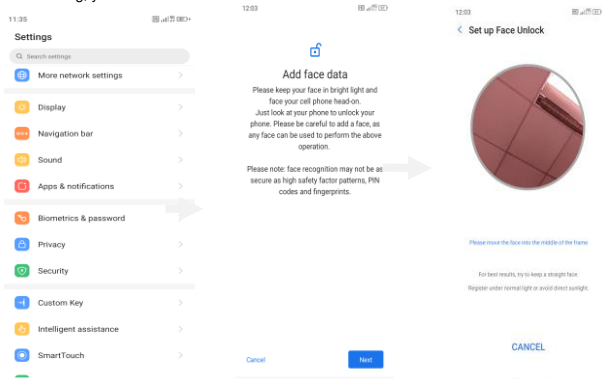 11:35
Settings
Search settings
More network settings
Display
Navigation bar
Sound
Apps & notifications
Biometrics & password
Privacy
Security
Custom Key
Intelligent assistance
SmartTouch
12:03
Add face data
Please keep your face in bright light and
face your cell phone head-on.
Just look at your phone to unlock your
phone. Please be careful to add a face, as
any face can be used to perform the above
operation.
Please note: face recognition may not be as
secure as high safety factor patterns, PIN
codes and fingerprints.
Cancel
Next
12:03
Set up Face Unlock
Please move the face into the middle of the frame
For best results, try to keep a straight face.
Register under normal light or avoid direct sunlight.
CANCEL